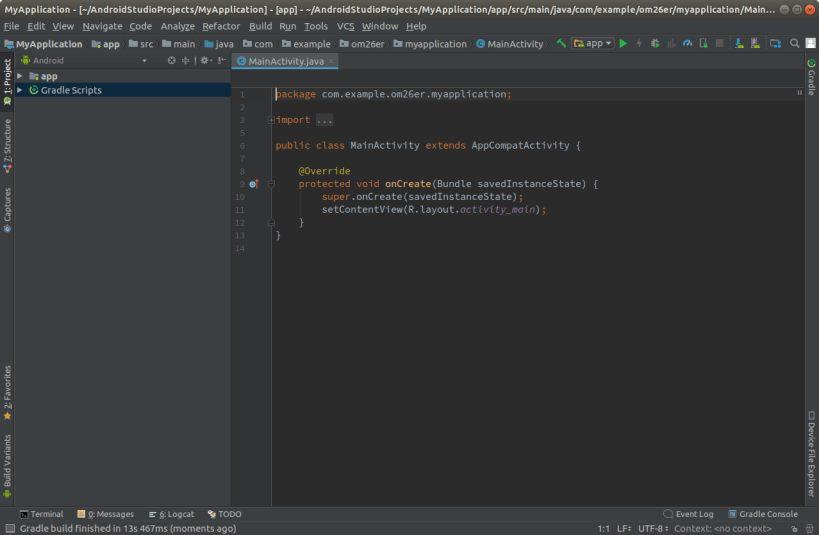 MyApplication - [~/AndroidStudioProjects/MyApplication] - [app] - ~/AndroidStudioProjects/MyApplication/app/src/main/java/com/example/om26er/myapplication/Main...
File Edit View Navigate Code Analyze Refactor Build Run Tools VCS Window Help
MyApplication app src main java com example om26er myapplication MainActivity app
1: Project
Android
MainActivity.java
Gradle
app
Gradle Scripts
1 package com.example.om26er.myapplication;
2
3 import ...
5
6 public class MainActivity extends AppCompatActivity {
7
8 @Override
9 protected void onCreate(Bundle savedInstanceState) {
10 super.onCreate(savedInstanceState);
11 setContentView(R.layout.activity_main);
12 }
13 }
14
7: Structure
Captures
2: Favorites
Build Variants
Device File Explorer
Terminal 0: Messages 6: Logcat TODO Event Log Gradle Console
Gradle build finished in 13s 467ms (moments ago) 1:1 LF UTF-8 Context: <no context>